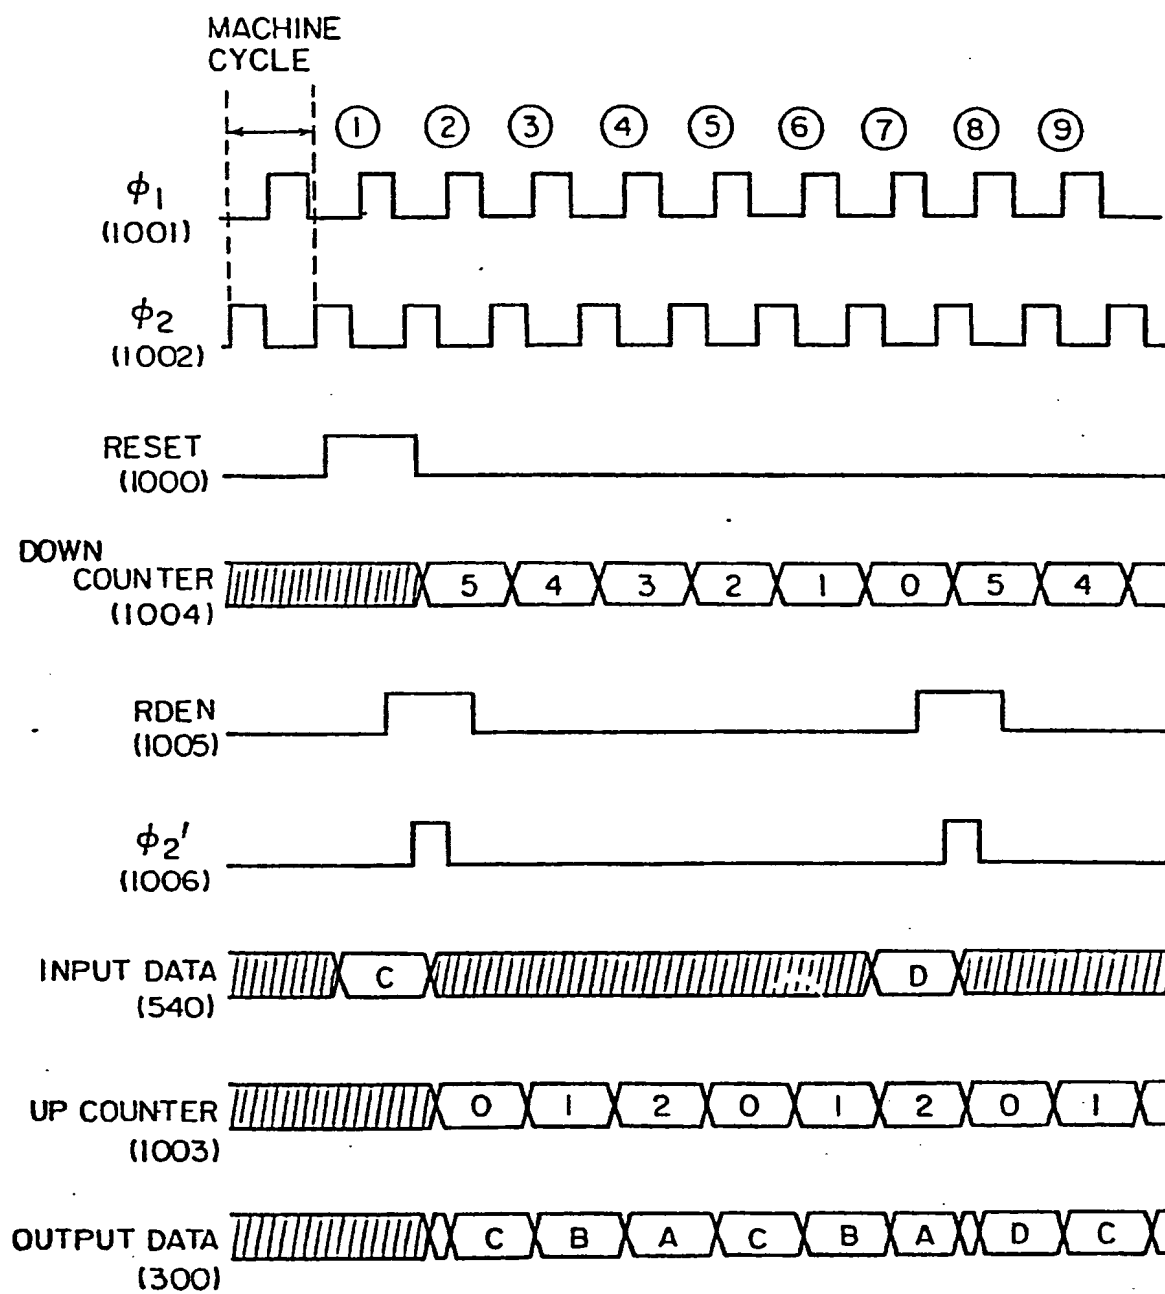 MACHINE
CYCLE
① ② ③ ④ ⑤ ⑥ ⑦ ⑧ ⑨
ϕ1
(1001)
ϕ2
(1002)
RESET
(1000)
DOWN
COUNTER 5 4 3 2 1 0 5 4
(1004)
RDEN
(1005)
ϕ2'
(1006)
INPUT DATA C D
(540)
UP COUNTER 0 1 2 0 1 2 0 1
(1003)
OUTPUT DATA C B A C B A D C
(300)